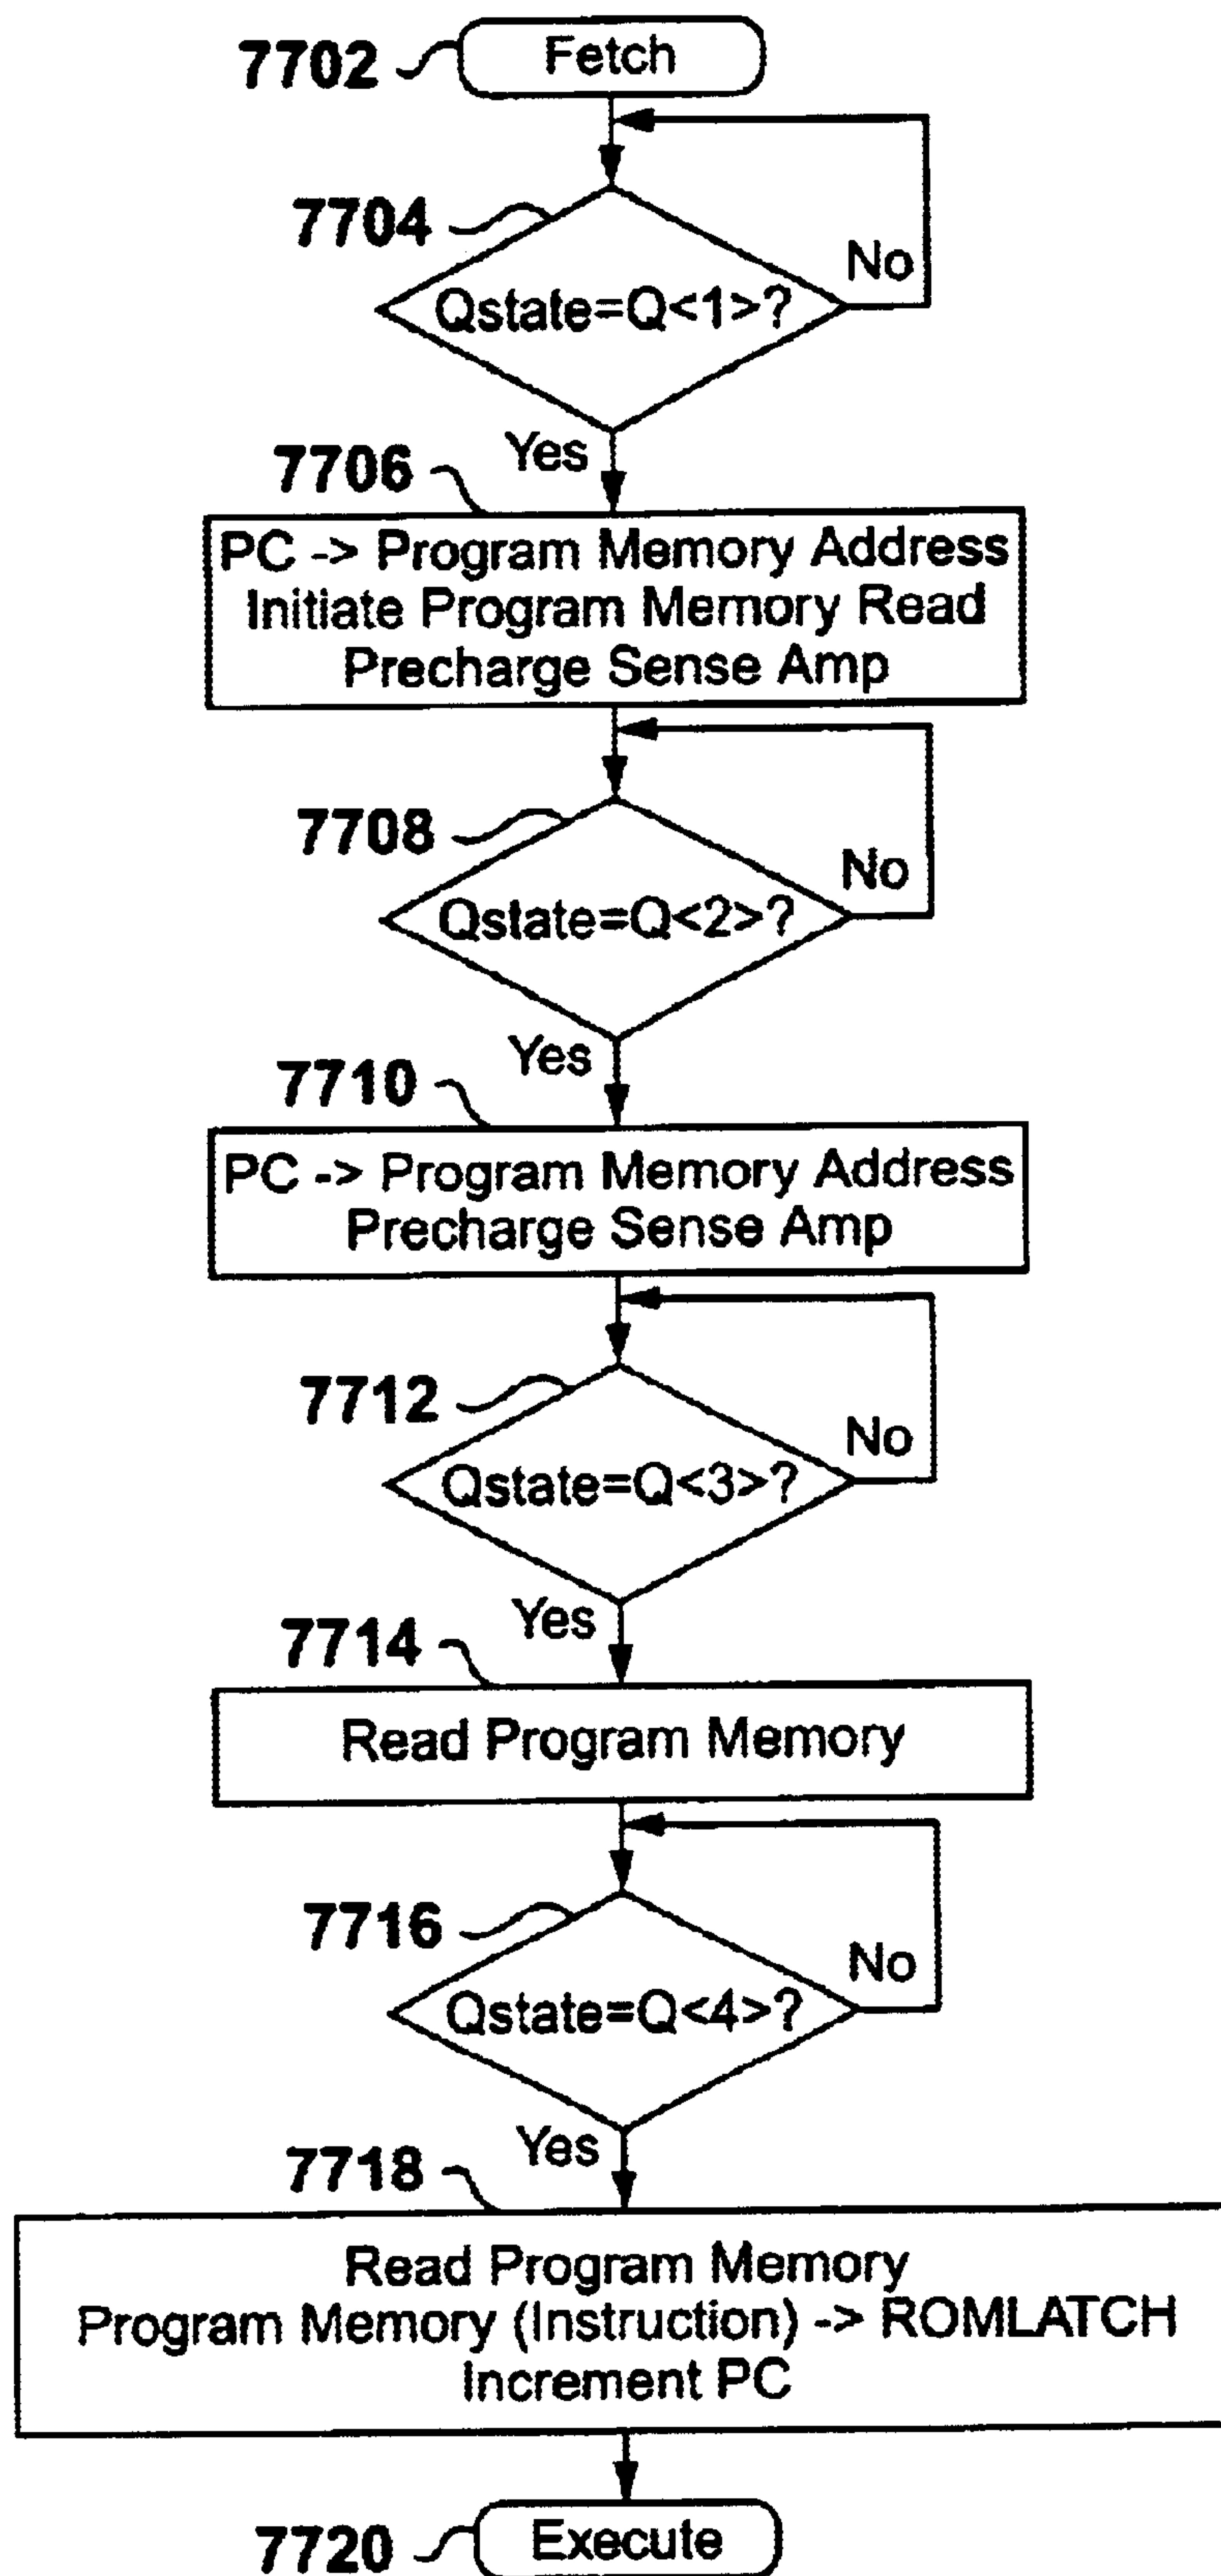 7702
Fetch
7704
No
Qstate=Q<1>?
Yes
7706
PC -> Program Memory Address
Initiate Program Memory Read
Precharge Sense Amp
7708
No
Qstate=Q<2>?
Yes
7710
PC -> Program Memory Address
Precharge Sense Amp
7712
No
Qstate=Q<3>?
Yes
7714
Read Program Memory
7716
No
Qstate=Q<4>?
Yes
7718
Read Program Memory
Program Memory (Instruction) -> ROMLATCH
Increment PC
7720
Execute